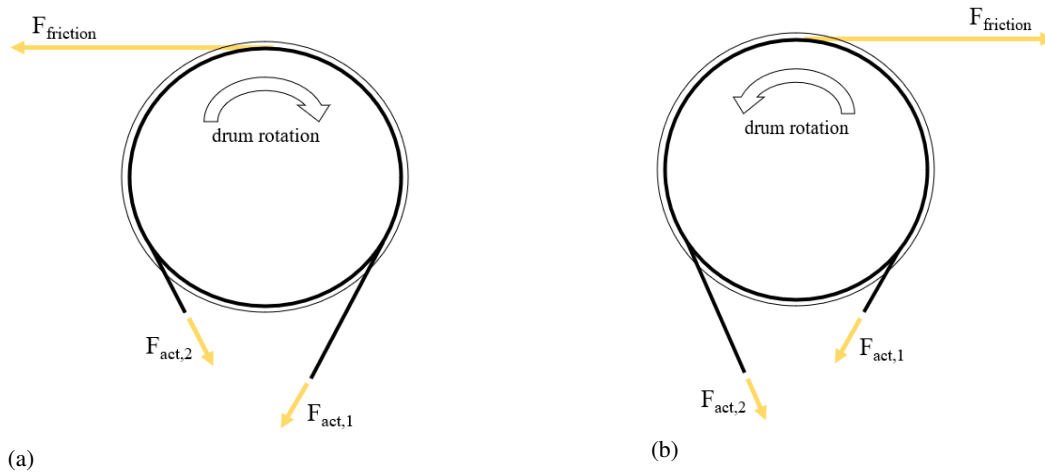 F_friction
drum rotation
F_act,2
F_act,1
(a)
F_friction
drum rotation
F_act,1
F_act,2
(b)